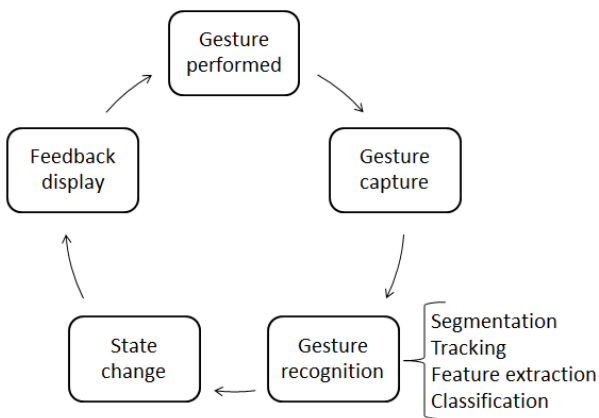 Gesture
performed
Gesture
capture
Gesture
recognition
Segmentation
Tracking
Feature extraction
Classification
State
change
Feedback
display